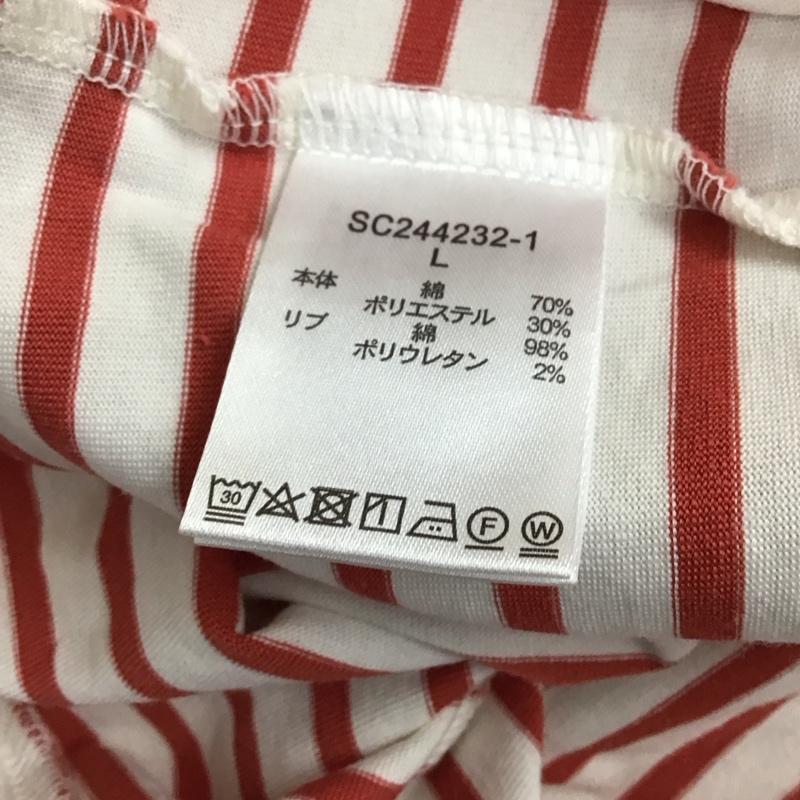 SC244232-1
L
本体 綿 70%
ポリエステル 30%
リブ 綿 98%
ポリウレタン 2%
30 F W